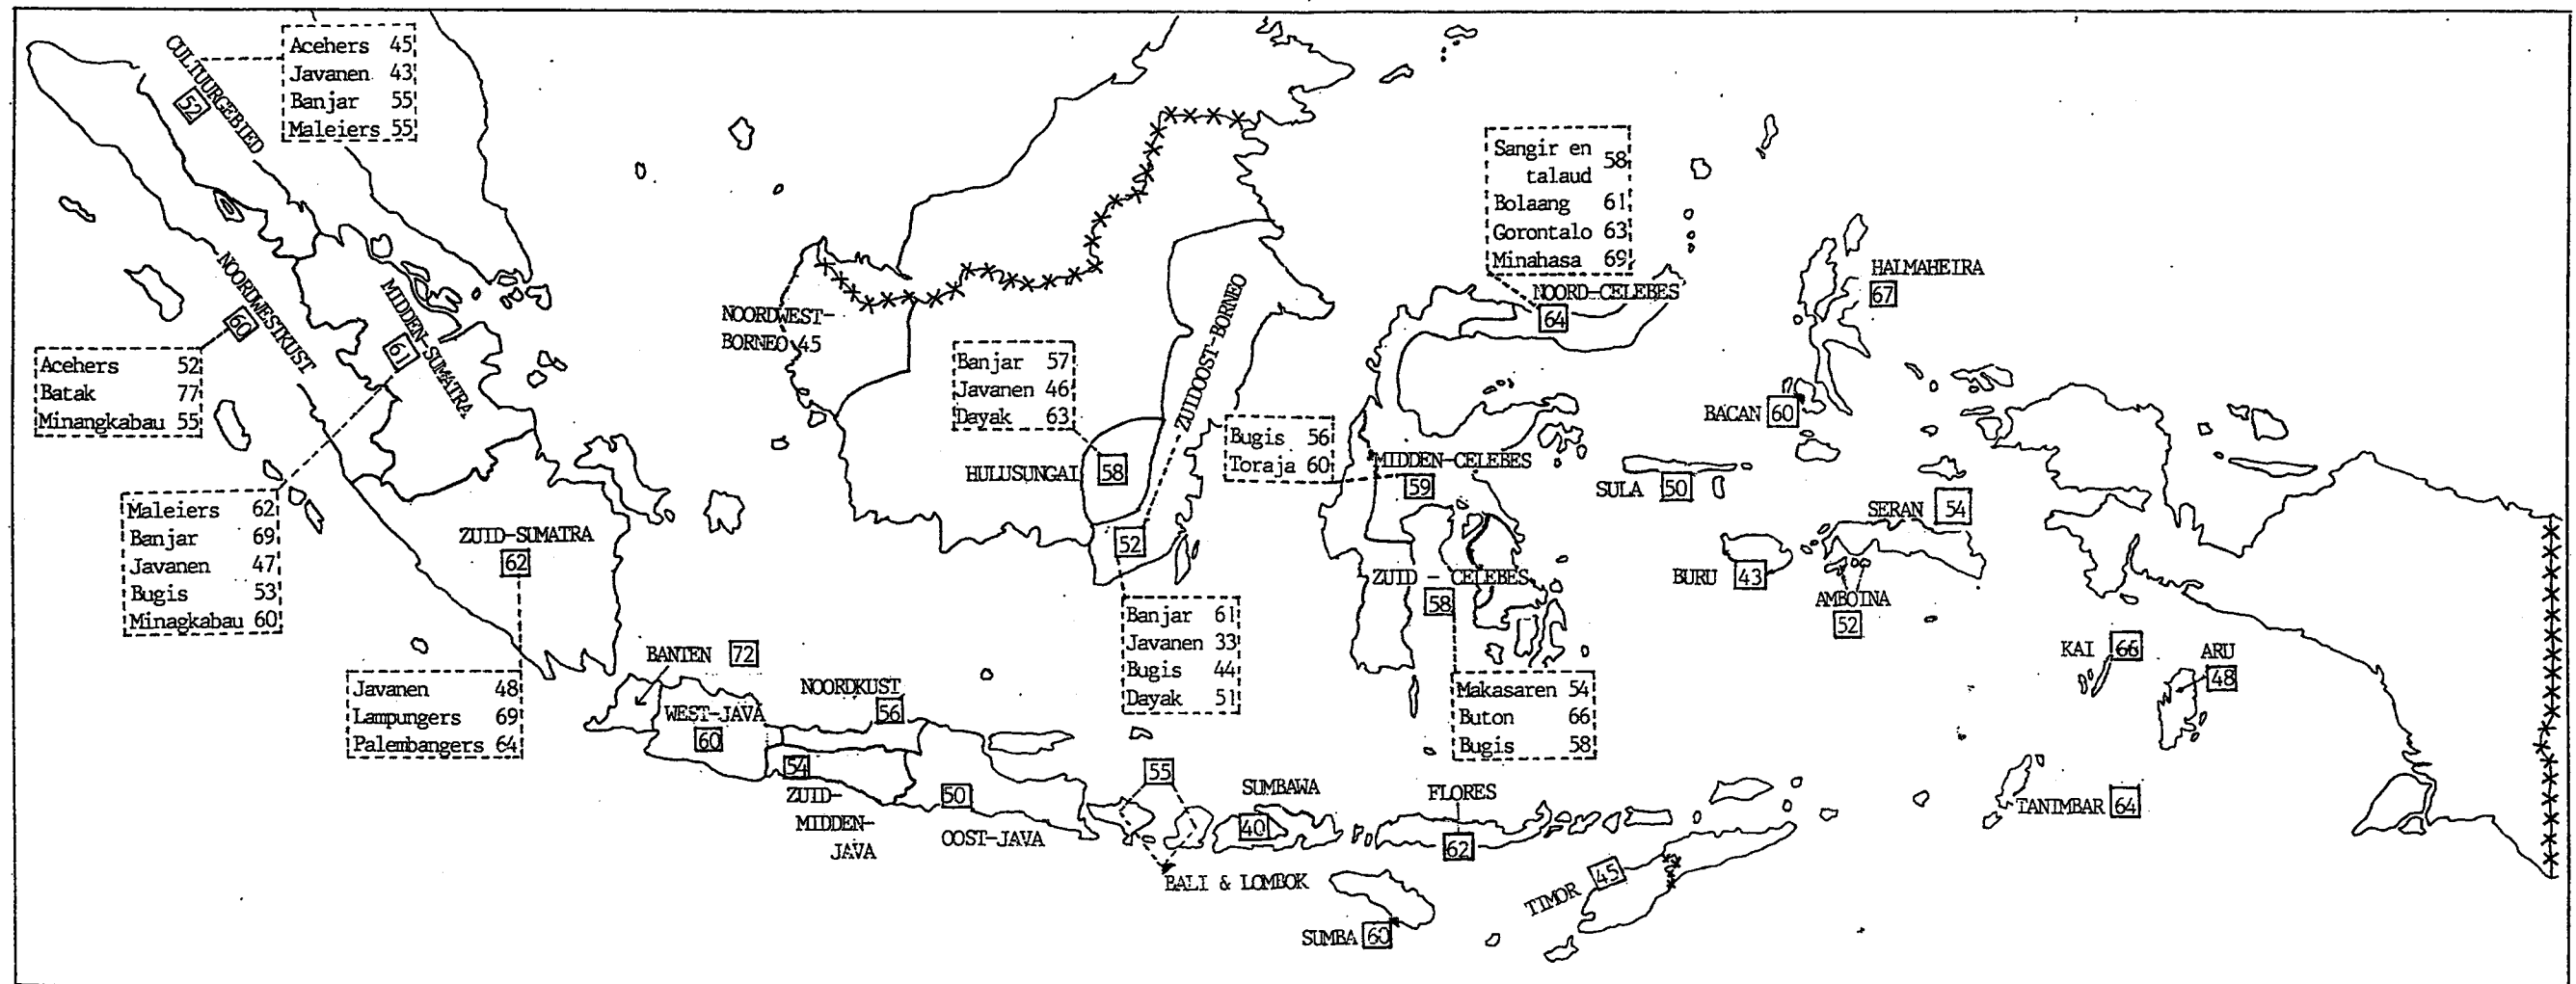 CULTUURGEBIED
52
Acehers 45
Javanen 43
Banjar 55
Maleiers 55
NOORDWESTKUST
60
Acehers 52
Batak 77
Minangkabau 55
MIDDEN-SUMATRA
61
Maleiers 62
Banjar 69
Javanen 47
Bugis 53
Minagkabau 60
ZUID-SUMATRA
62
Javanen 48
Lampungers 69
Palembangers 64
BANTEN 72
WEST-JAVA
60
NOORDKUST
56
54
ZUID-
MIDDEN-
JAVA
50
OOST-JAVA
NOORDWEST-
BORNEO 45
Banjar 57
Javanen 46
Dayak 63
HULUSUNGAI 58
ZUIDOOST-BORNEO
52
Banjar 61
Javanen 33
Bugis 44
Dayak 51
55
BALI & LOMBOK
SUMBAWA
40
FLORES
62
SUMBA 60
TIMOR 45
Sangir en 58
talaud
Bolaang 61
Gorontalo 63
Minahasa 69
NOORD-CELEBES
64
Bugis 56
Toraja 60
MIDDEN-CELEBES
59
ZUID - CELEBES
58
Makasaren 54
Buton 66
Bugis 58
HALMAHEIRA
67
BACAN 60
SULA 50
SERAN 54
BURU 43
AMBOINA
52
KAI 66
ARU
48
TANIMBAR 64